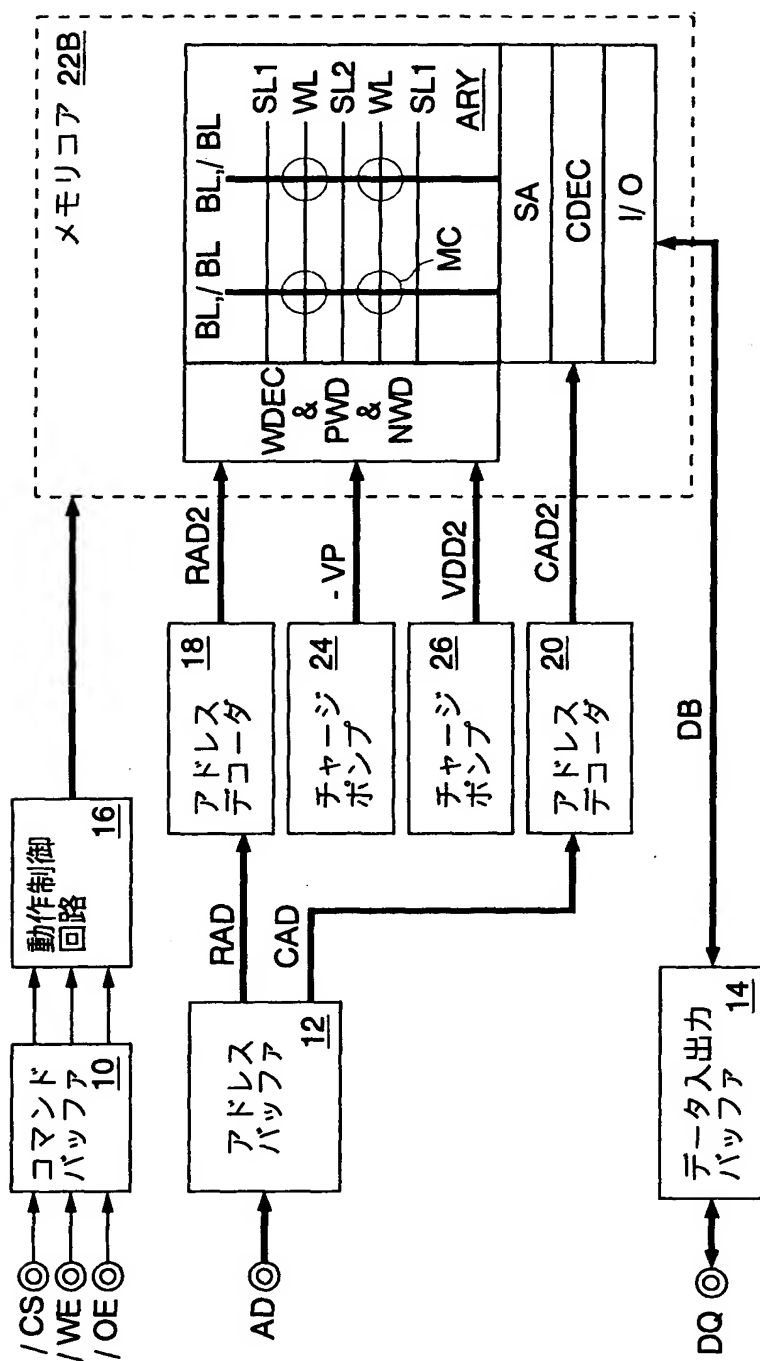 メモリコア 22B
BL,/ BL
BL,/ BL
SL1
WL
SL2
WL
SL1
ARY
MC
WDEC
&
PWD
&
NWD
SA
CDEC
I/ O
/ CS
/ WE
/ OE
コマンド
バッファ
10
動作制御
回路
16
AD
アドレス
バッファ
12
RAD
CAD
アドレス
デコーダ
18
RAD2
チャージ
ポンプ
24
- VP
チャージ
ポンプ
26
VDD2
アドレス
デコーダ
20
CAD2
DB
DQ
データ入出力
バッファ
14